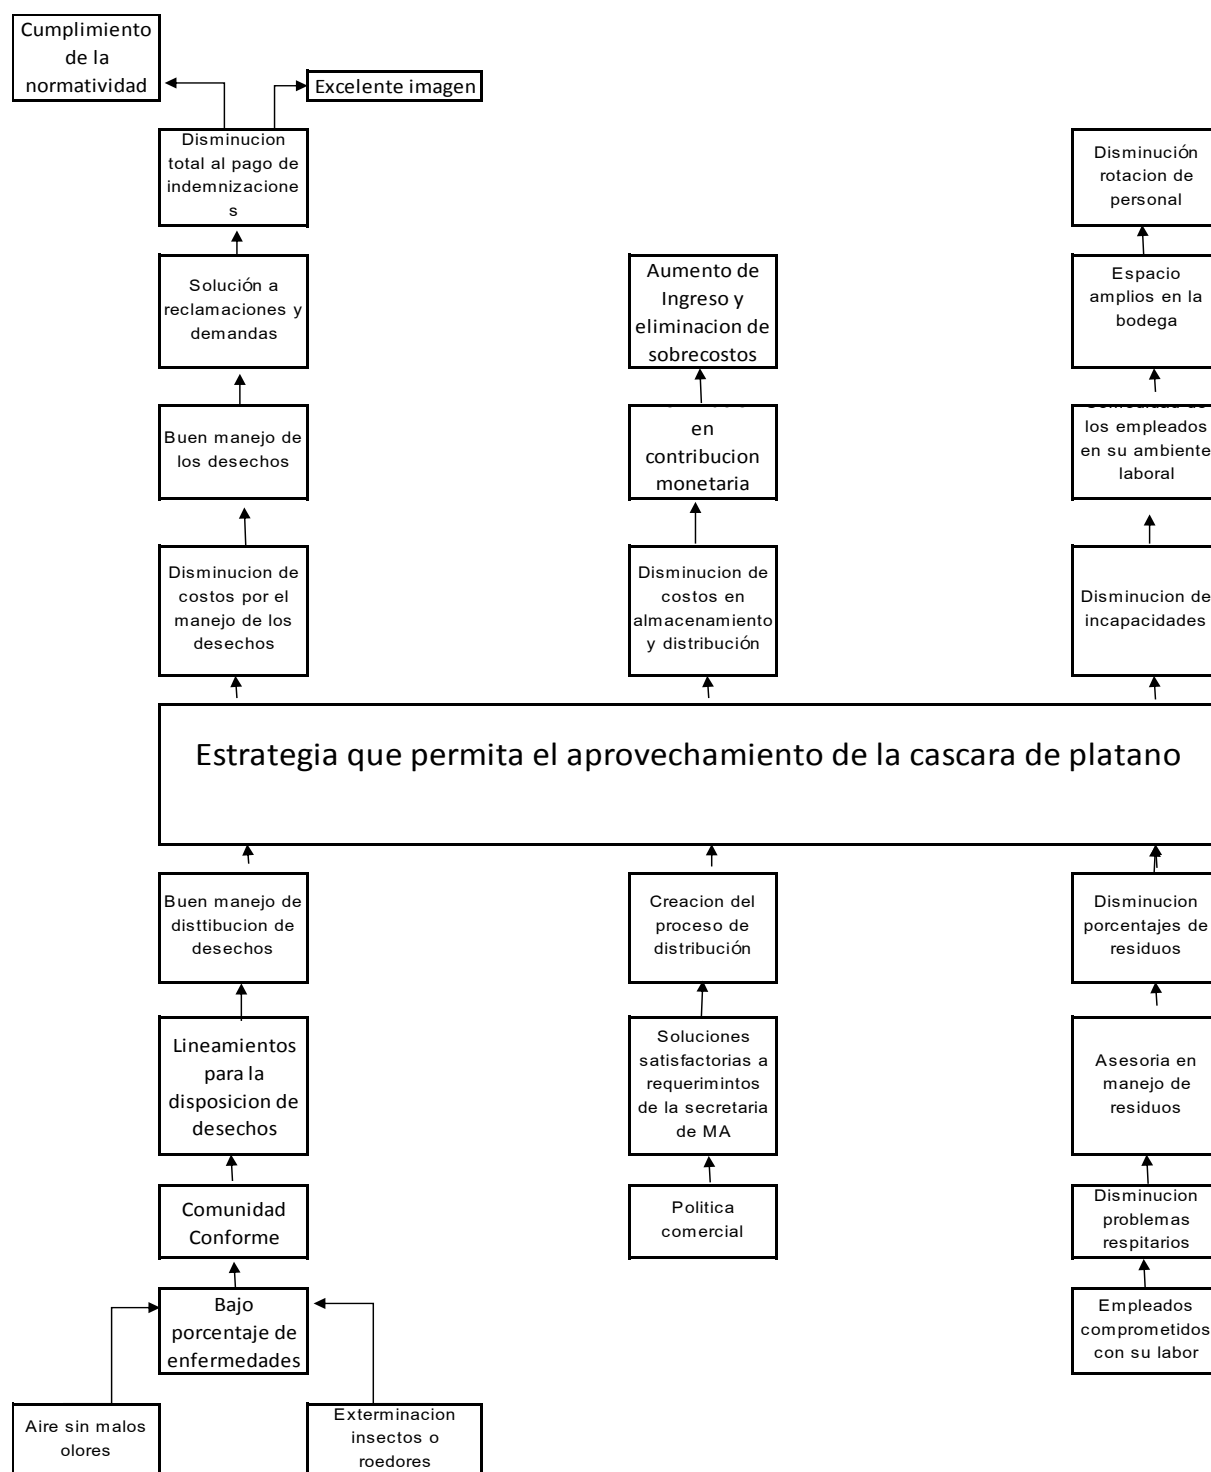 Cumplimiento
de la
normatividad
Excelente imagen
Disminucion
total al pago de
indemnizacione
s
Disminución
rotacion de
personal
Solución a
reclamaciones y
demandas
Aumento de
Ingreso y
eliminacion de
sobrecostos
Espacio
amplios en la
bodega
Buen manejo de
los desechos
en
contribucion
monetaria
los empleados
en su ambiente
laboral
Disminucion de
costos por el
manejo de los
desechos
Disminucion de
costos en
almacenamiento
y distribución
Disminucion de
incapacidades
Estrategia que permita el aprovechamiento de la cascara de platano
Buen manejo de
disttibucion de
desechos
Creacion del
proceso de
distribución
Disminucion
porcentajes de
residuos
Lineamientos
para la
disposicion de
desechos
Soluciones
satisfactorias a
requerimintos
de la secretaria
de MA
Asesoria en
manejo de
residuos
Comunidad
Conforme
Politica
comercial
Disminucion
problemas
respitarios
Bajo
porcentaje de
enfermedades
Empleados
comprometidos
con su labor
Aire sin malos
olores
Exterminacion
insectos o
roedores